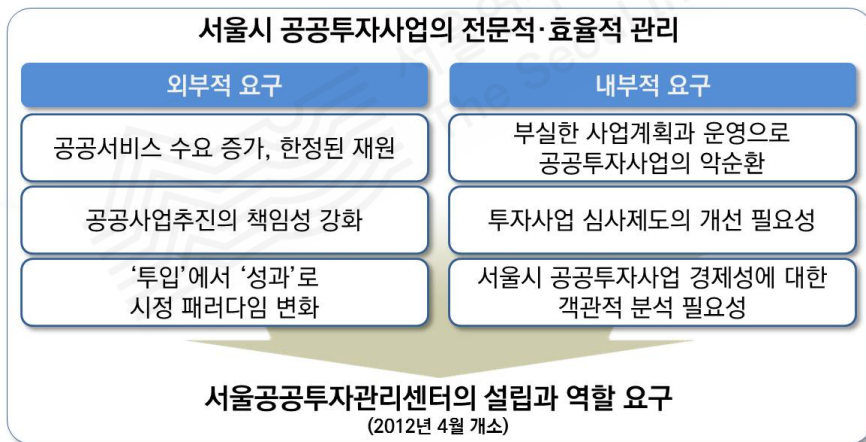 서울시 공공투자사업의 전문적·효율적 관리
외부적 요구
공공서비스 수요 증가, 한정된 재원
공공사업추진의 책임성 강화
‘투입’에서 ‘성과’로
시정 패러다임 변화
내부적 요구
부실한 사업계획과 운영으로
공공투자사업의 악순환
투자사업 심사제도의 개선 필요성
서울시 공공투자사업 경제성에 대한
객관적 분석 필요성
서울공공투자관리센터의 설립과 역할 요구
(2012년 4월 개소)